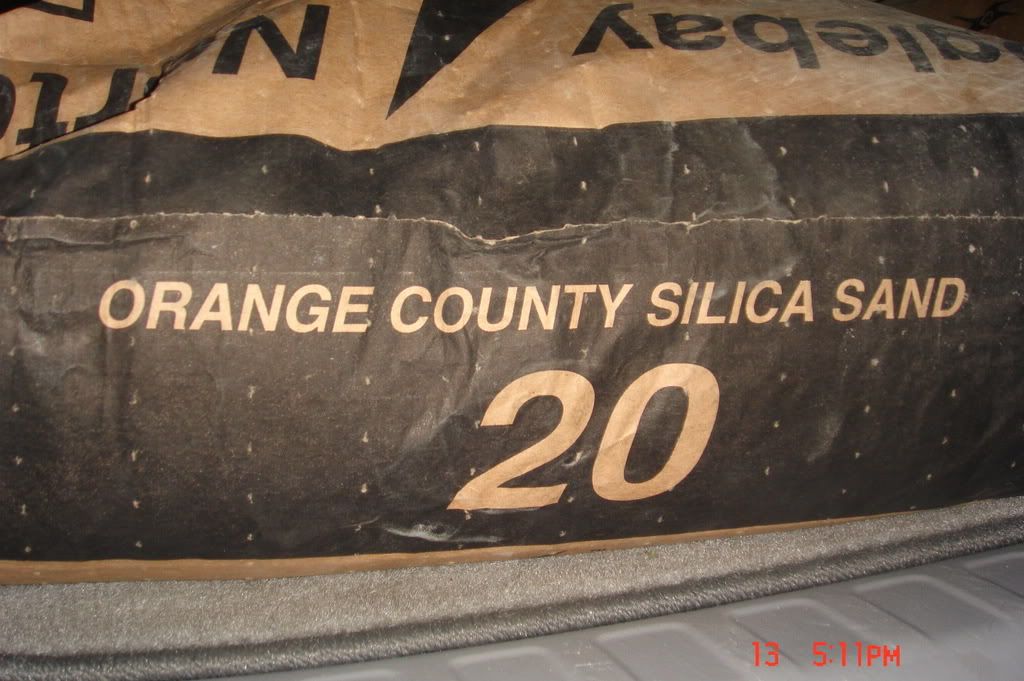 ORANGE COUNTY SILICA SAND
20
13 5:11PM